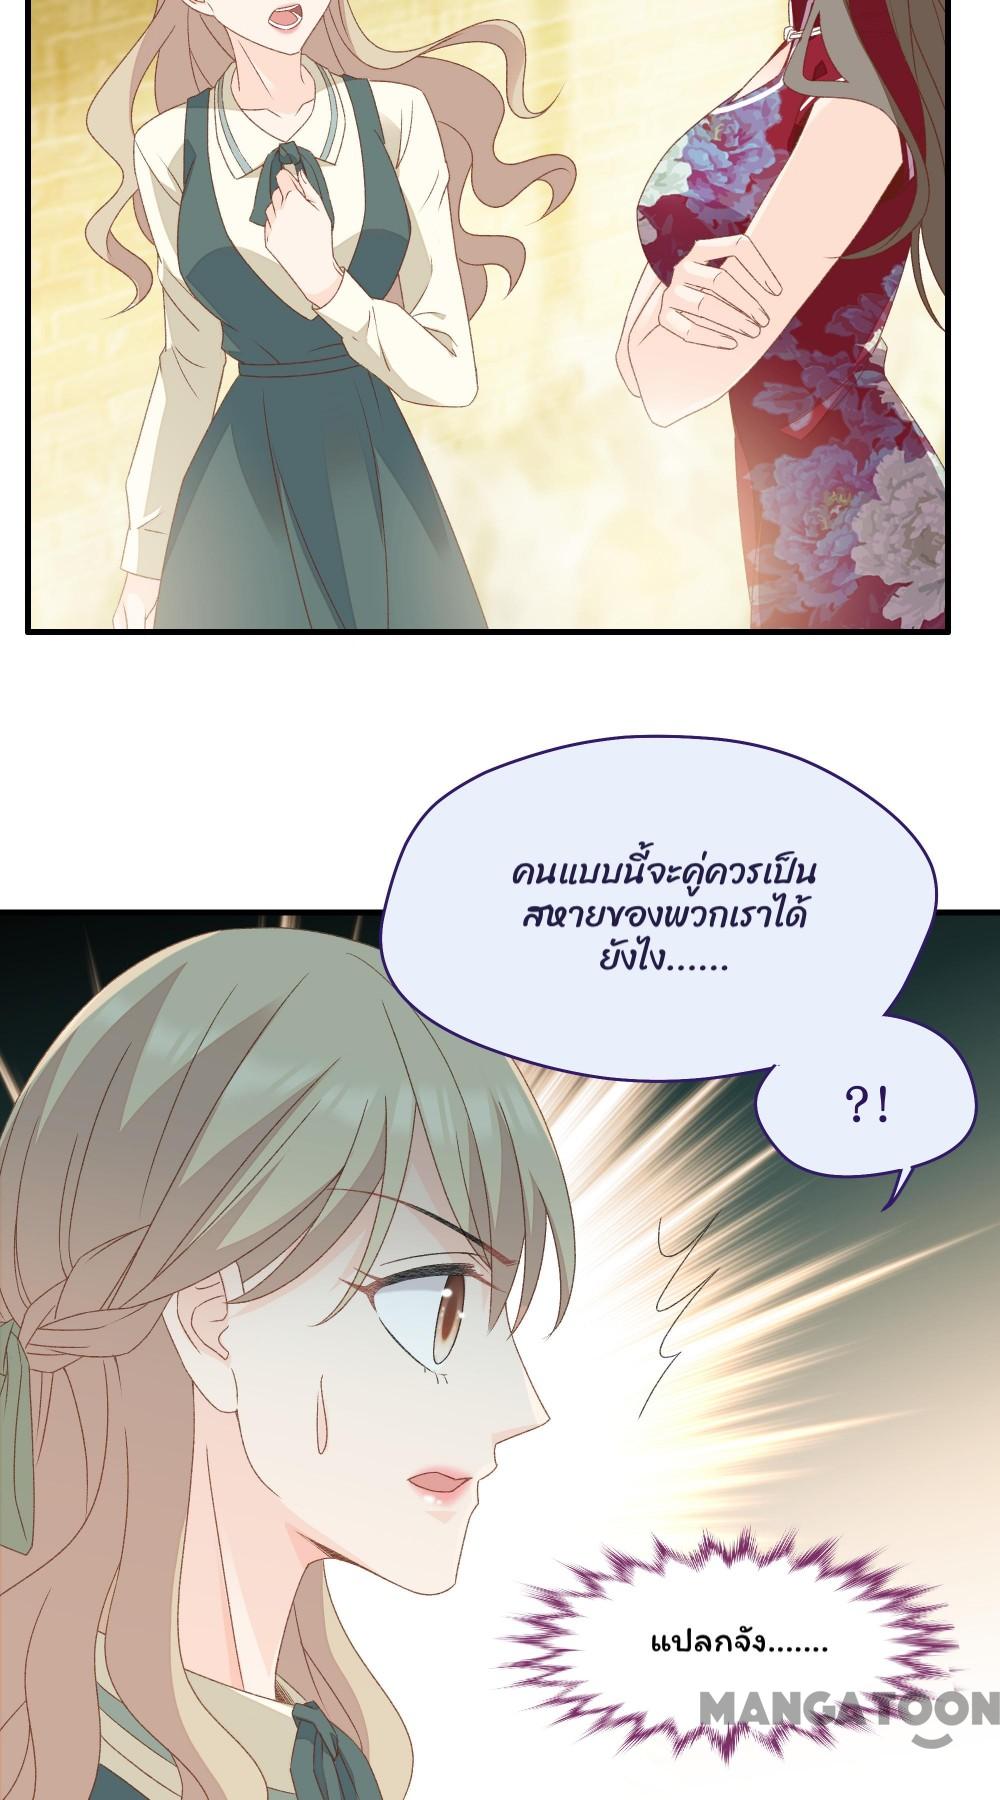 คนแบบนี้จะคู่ควรเป็น
สหายของพวกเราได้
ยังไง......
?!
แปลกจัง.......
MANGATOON